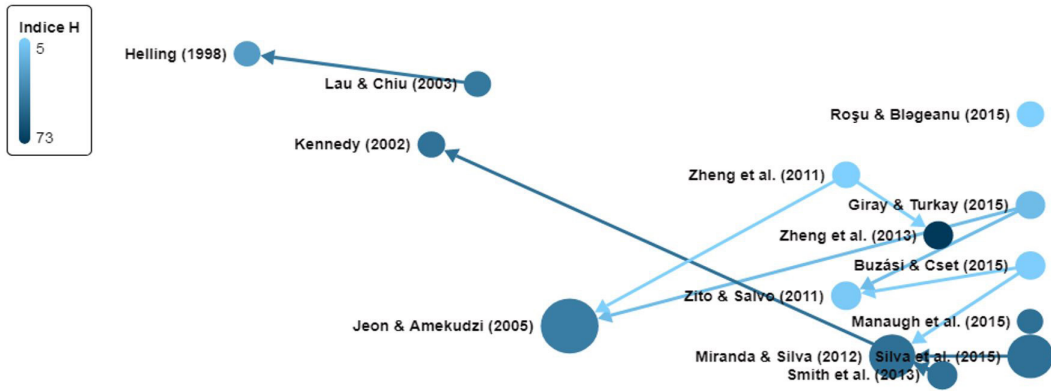 Indice H
5
73
Helling (1998)
Lau & Chiu (2003)
Roşu & Blǝgeanu (2015)
Kennedy (2002)
Zheng et al. (2011)
Giray & Turkay (2015)
Zheng et al. (2013)
Buzási & Cset (2015)
Zito & Salvo (2011)
Manaugh et al. (2015)
Jeon & Amekudzi (2005)
Miranda & Silva (2012)
Silva et al. (2015)
Smith et al. (2013)